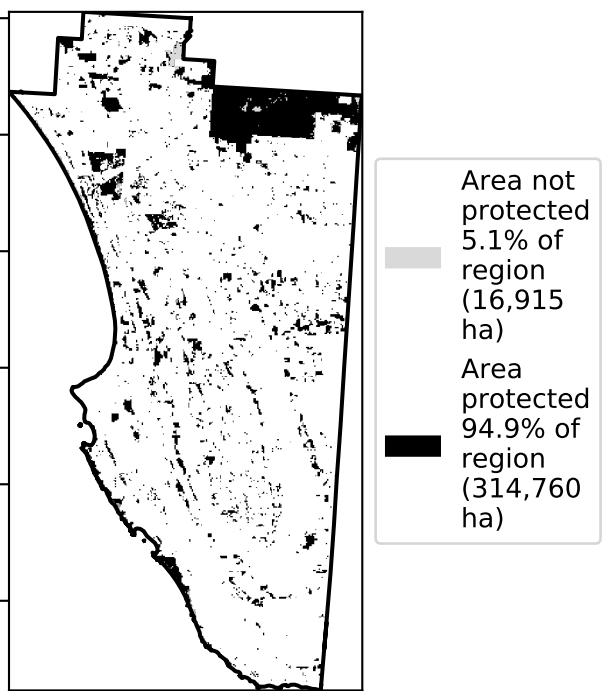 Area not
protected
5.1% of
region
(16,915
ha)
Area
protected
94.9% of
region
(314,760
ha)